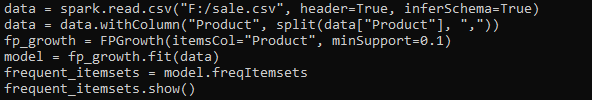 data = spark.read.csv("F:/sale.csv", header=True, inferSchema=True)
data = data.withColumn("Product", split(data["Product"], ","))
fp_growth = FPGrowth(itemsCol="Product", minSupport=0.1)
model = fp_growth.fit(data)
frequent_itemsets = model.freqItemsets
frequent_itemsets.show()